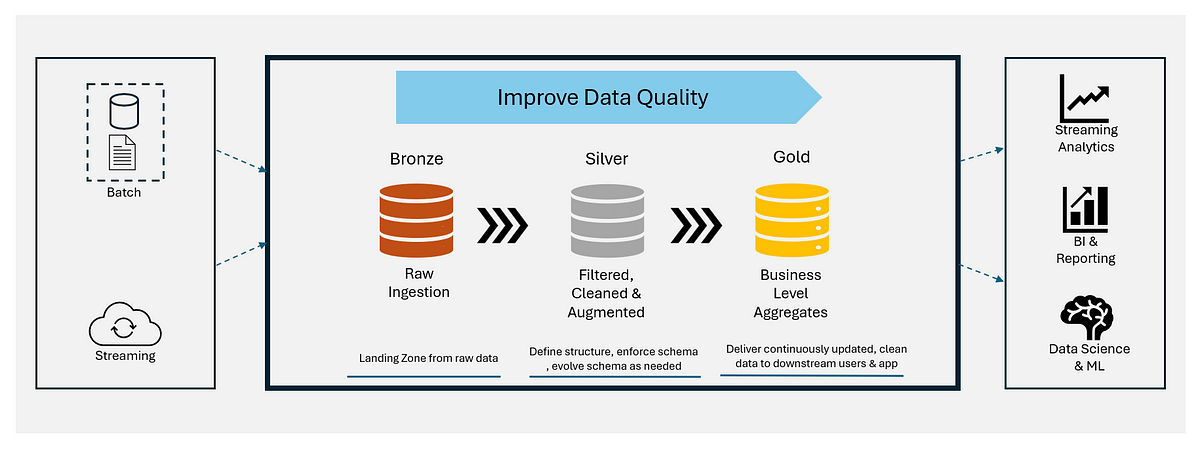 Improve Data Quality
Batch
Streaming
Bronze
Raw
Ingestion
Landing Zone from raw data
Silver
Filtered,
Cleaned &
Augmented
Define structure, enforce schema
, evolve schema as needed
Gold
Business
Level
Aggregates
Deliver continuously updated, clean
data to downstream users & app
Streaming
Analytics
BI &
Reporting
Data Science
& ML